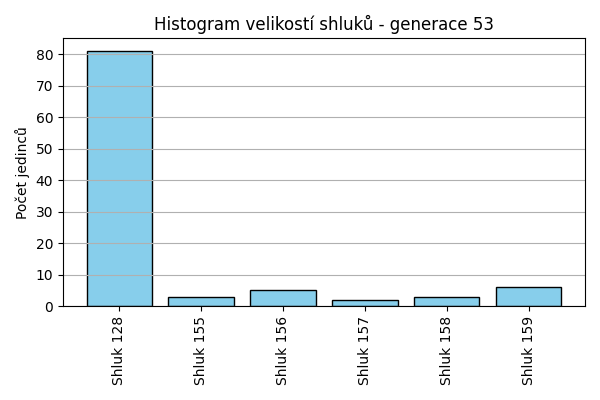 Histogram velikostí shluků - generace 53
Počet jedinců
80
70
60
50
40
30
20
10
0
Shluk 128
Shluk 155
Shluk 156
Shluk 157
Shluk 158
Shluk 159